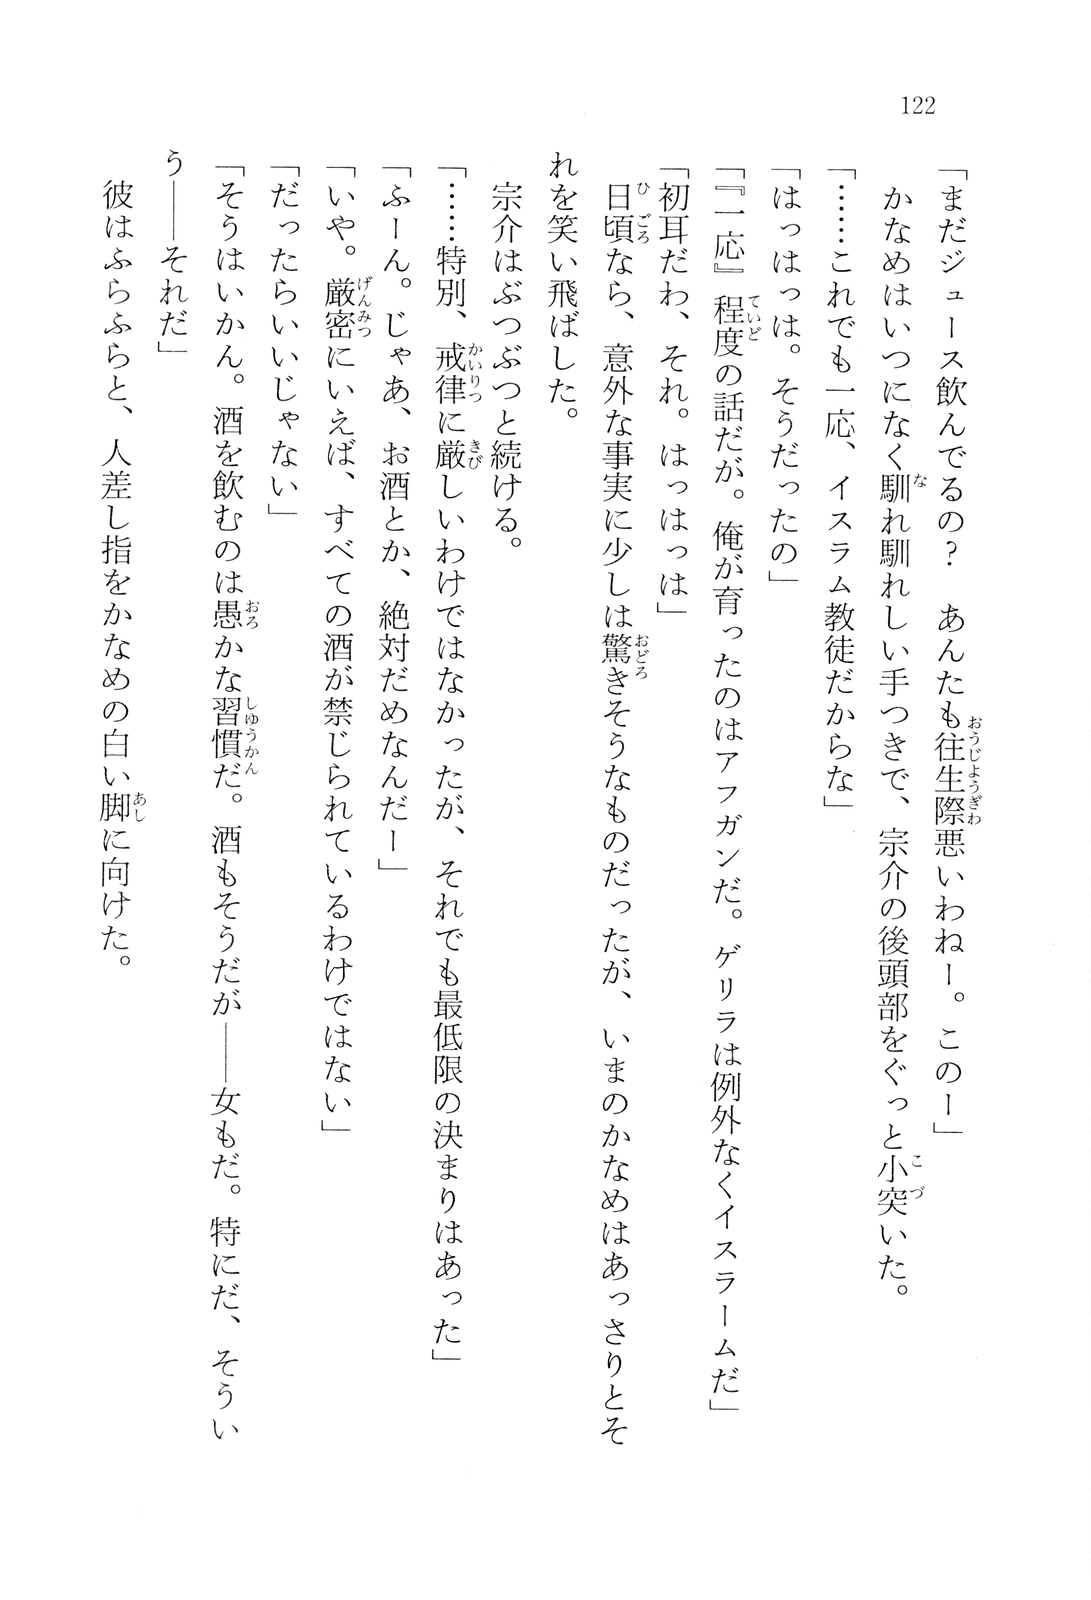 122
「まだジュース飲んでるの？　あんたも往生際悪いわねー。このー」
かなめはいつになく馴れ馴れしい手つきで、宗介の後頭部をぐっと小突いた。
「……これでも一応、イスラム教徒だからな」
「はっはっは。そうだったの」
「『一応』程度の話だが。俺が育ったのはアフガンだ。ゲリラは例外なくイスラームだ」
「初耳だわ、それ。はっはっは」
日頃なら、意外な事実に少しは驚きそうなものだったが、いまのかなめはあっさりとそ
れを笑い飛ばした。
宗介はぶつぶつと続ける。
「……特別、戒律に厳しいわけではなかったが、それでも最低限の決まりはあった」
「ふーん。じゃあ、お酒とか、絶対だめなんだー」
「いや。厳密にいえば、すべての酒が禁じられているわけではない」
「だったらいいじゃない」
「そうはいかん。酒を飲むのは愚かな習慣だ。酒もそうだが――女もだ。特にだ、そうい
う――それだ」
彼はふらふらと、人差し指をかなめの白い脚に向けた。